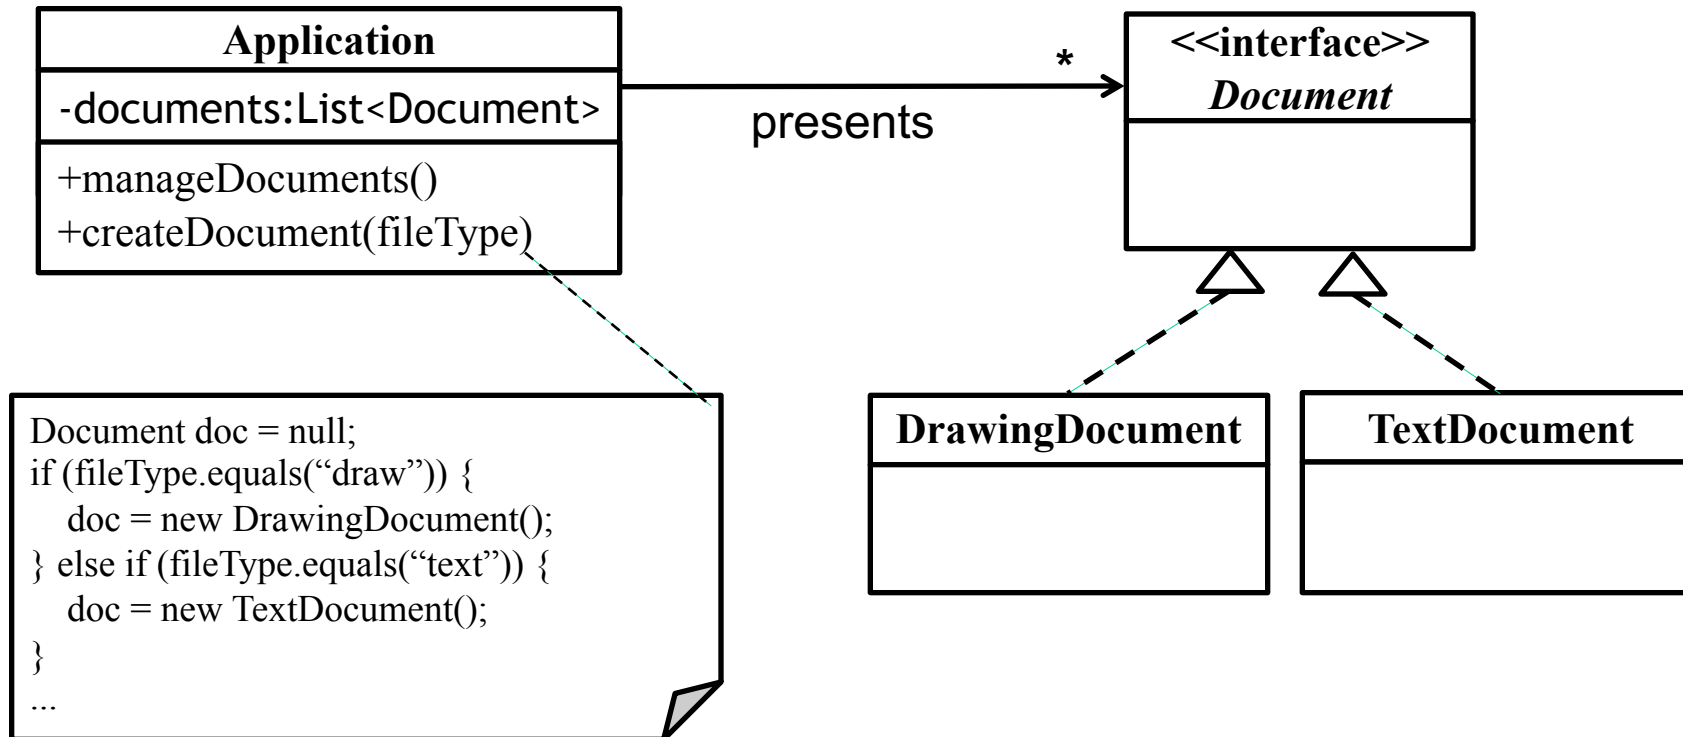 Application
-documents:List<Document>
+manageDocuments()
+createDocument(fileType)
*
presents
<<interface>>
Document
Document doc = null;
if (fileType.equals(“draw”)) {
doc = new DrawingDocument();
} else if (fileType.equals(“text”)) {
doc = new TextDocument();
}
...
DrawingDocument
TextDocument